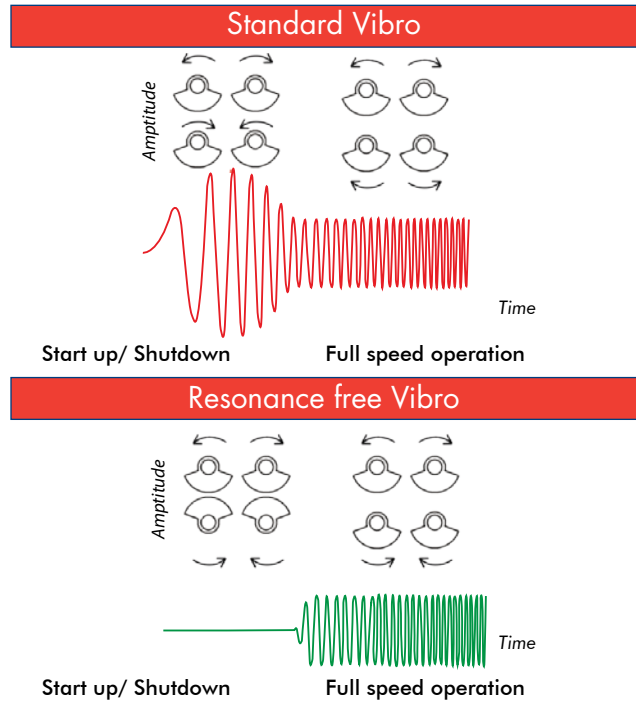 Standard Vibro
Amptitude
Time
Start up/ Shutdown Full speed operation
Resonance free Vibro
Amptitude
Time
Start up/ Shutdown Full speed operation